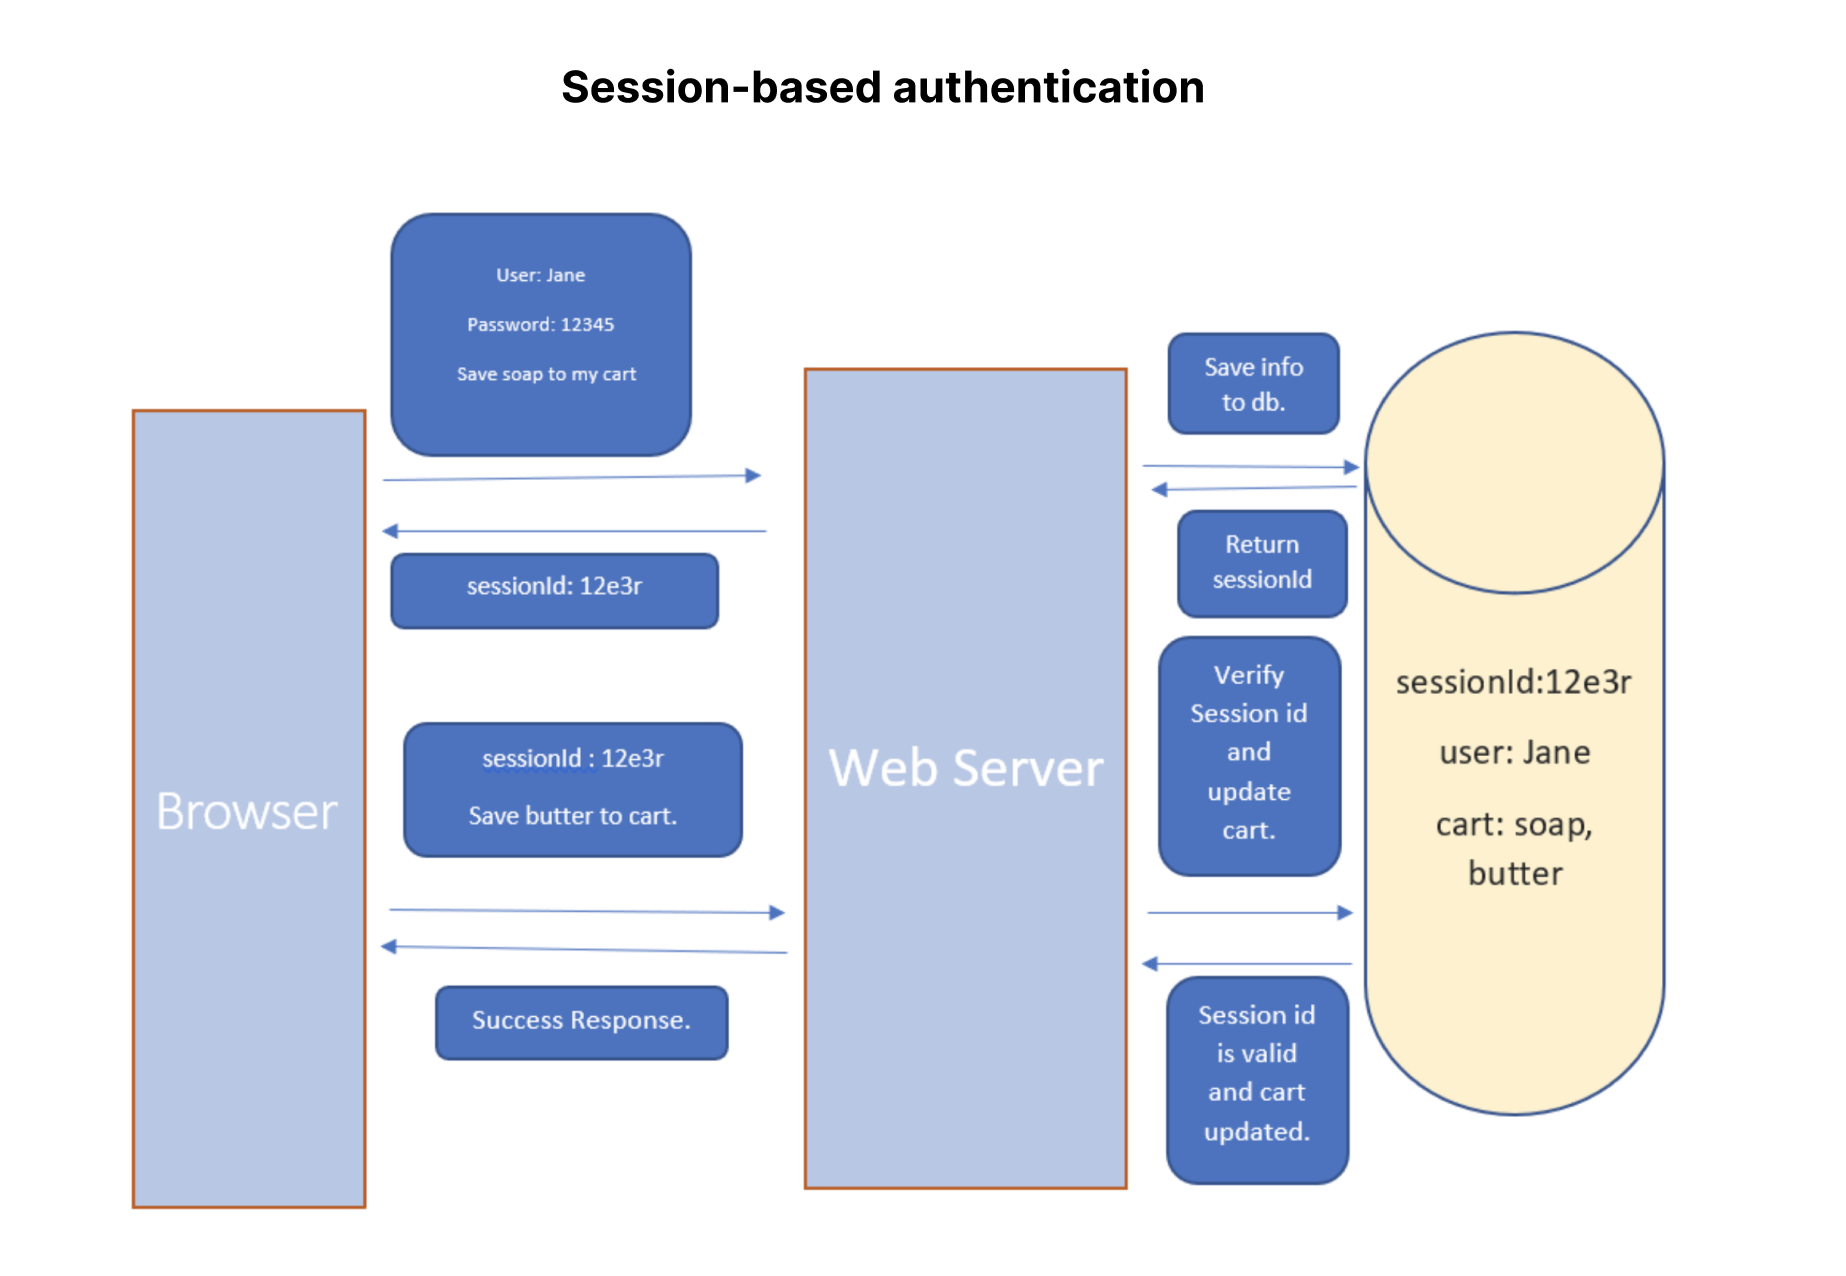 Session-based authentication
User: Jane
Password: 12345
Save soap to my cart
Save info
to db.
sessionId: 12e3r
Return
sessionId
Browser
sessionId : 12e3r
Save butter to cart.
Web Server
Verify
Session id
and
update
cart.
sessionId:12e3r
user: Jane
cart: soap,
butter
Success Response.
Session id
is valid
and cart
updated.